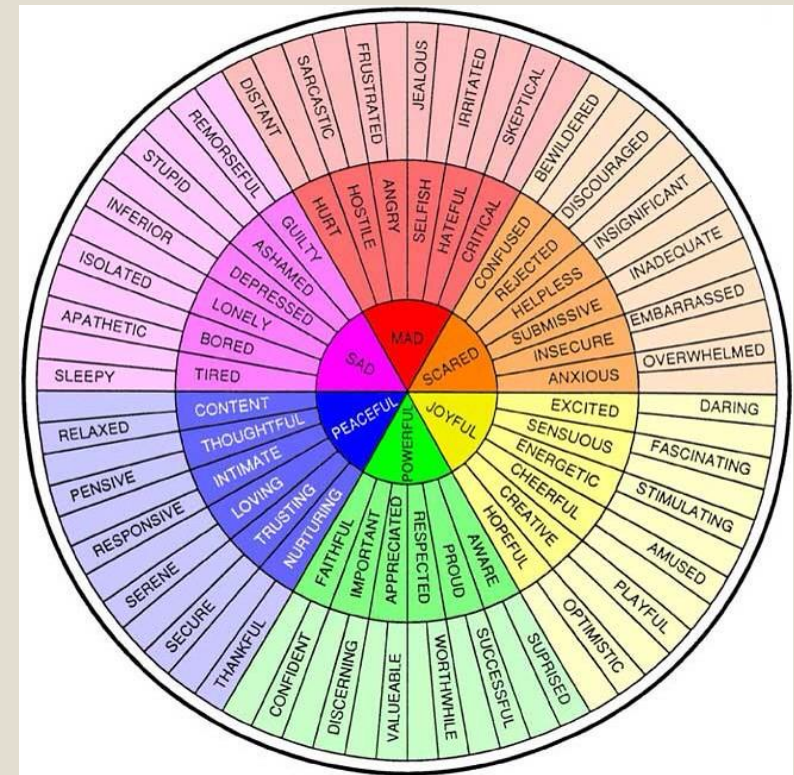 MAD
SCARED
JOYFUL
POWERFUL
PEACEFUL
SAD
HURT
HOSTILE
ANGRY
SELFISH
HATEFUL
CRITICAL
CONFUSED
REJECTED
HELPLESS
SUBMISSIVE
INSECURE
ANXIOUS
EXCITED
SENSUOUS
ENERGETIC
CHEERFUL
CREATIVE
HOPEFUL
AWARE
PROUD
RESPECTED
APPRECIATED
IMPORTANT
FAITHFUL
NURTURING
TRUSTING
LOVING
INTIMATE
THOUGHTFUL
CONTENT
TIRED
BORED
LONELY
DEPRESSED
ASHAMED
GUILTY
DISTANT
SARCASTIC
FRUSTRATED
JEALOUS
IRRITATED
SKEPTICAL
BEWILDERED
DISCOURAGED
INSIGNIFICANT
INADEQUATE
EMBARRASSED
OVERWHELMED
DARING
FASCINATING
STIMULATING
AMUSED
PLAYFUL
OPTIMISTIC
SUPRISED
SUCCESSFUL
WORTHWHILE
VALUEABLE
DISCERNING
CONFIDENT
THANKFUL
SECURE
SERENE
RESPONSIVE
PENSIVE
RELAXED
SLEEPY
APATHETIC
ISOLATED
INFERIOR
STUPID
REMORSEFUL